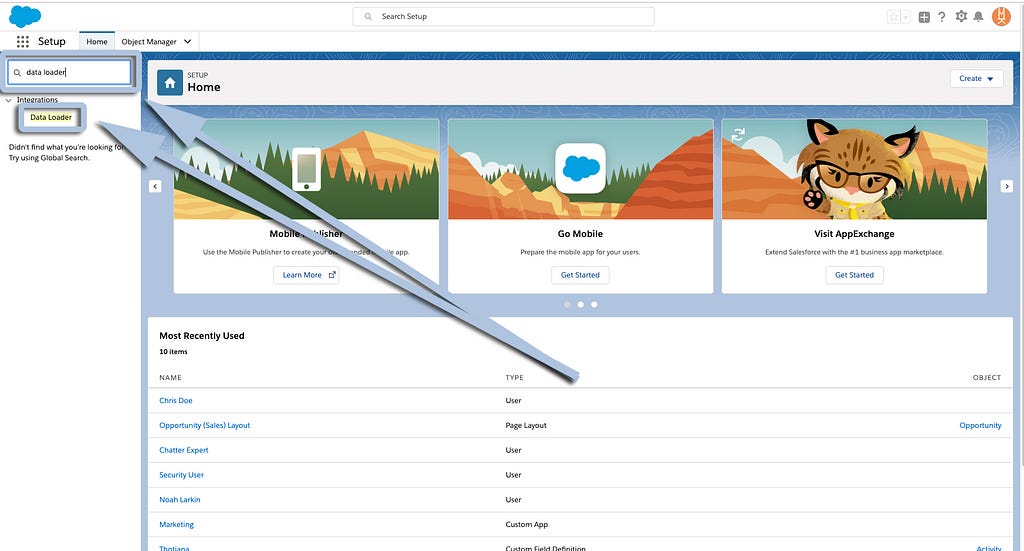 Search Setup
Setup
Home
Object Manager
data loader
Integrations
Data Loader
Didn't find what you're looking for
Try using Global Search.
SETUP
Home
Create
Mobile Publisher
Use the Mobile Publisher to create your own branded mobile app.
Learn More
Go Mobile
Prepare the mobile app for your users.
Get Started
Visit AppExchange
Extend Salesforce with the #1 business app marketplace.
Get Started
Most Recently Used
10 items
NAME TYPE OBJECT
Chris Doe User
Opportunity (Sales) Layout Page Layout Opportunity
Chatter Expert User
Security User User
Noah Larkin User
Marketing Custom App
Thotiana Custom Field Definition Activity